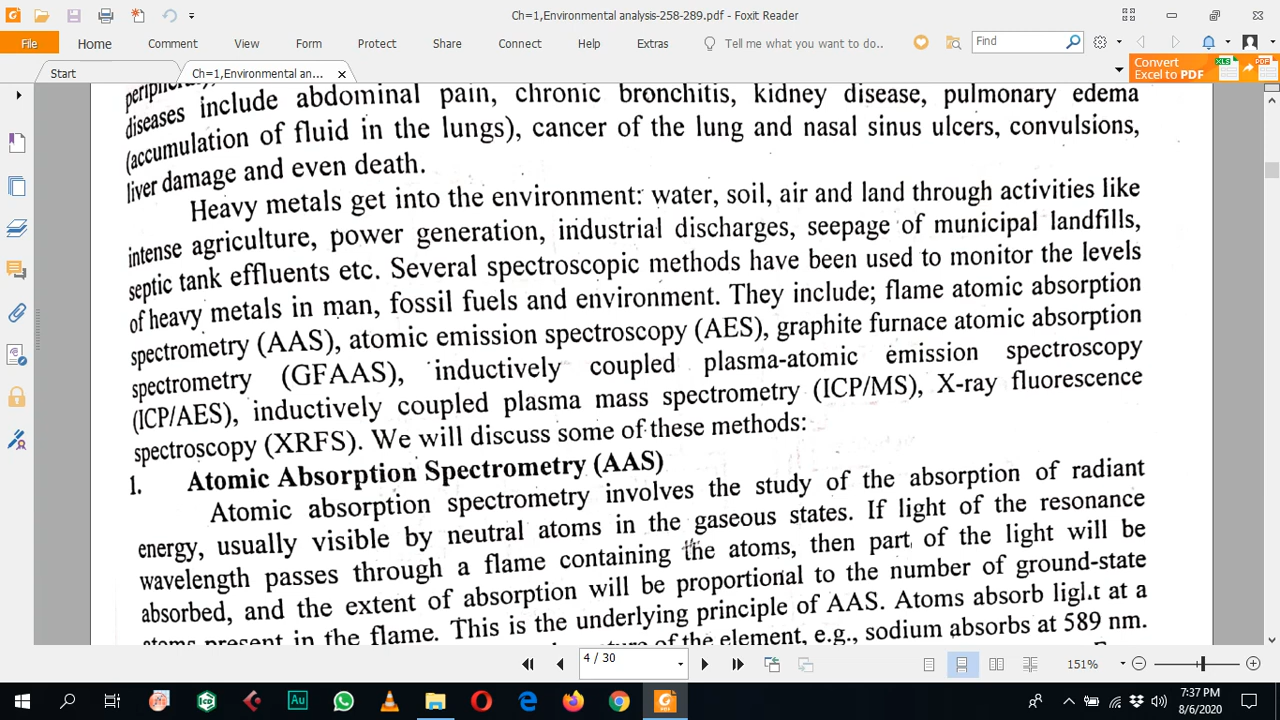 Ch=1,Environmental analysis-258-289.pdf - Foxit Reader
File Home Comment View Form Protect Share Connect Help Extras Tell me what you want to do.. Find
Start Ch=1,Environmental an... Convert Excel to PDF
diseases include abdominal pain, chronic bronchitis, kidney disease, pulmonary edema
(accumulation of fluid in the lungs), cancer of the lung and nasal sinus ulcers, convulsions,
liver damage and even death.
Heavy metals get into the environment: water, soil, air and land through activities like
intense agriculture, power generation, industrial discharges, seepage of municipal landfills,
septic tank effluents etc. Several spectroscopic methods have been used to monitor the levels
of heavy metals in man, fossil fuels and environment. They include; flame atomic absorption
spectrometry (AAS), atomic emission spectroscopy (AES), graphite furnace atomic absorption
spectrometry (GFAAS), inductively coupled plasma-atomic emission spectroscopy
(ICP/AES), inductively coupled plasma mass spectrometry (ICP/MS), X-ray fluorescence
spectroscopy (XRFS). We will discuss some of these methods:
1. Atomic Absorption Spectrometry (AAS)
Atomic absorption spectrometry involves the study of the absorption of radiant
energy, usually visible by neutral atoms in the gaseous states. If light of the resonance
wavelength passes through a flame containing the atoms, then part of the light will be
absorbed, and the extent of absorption will be proportional to the number of ground-state
atoms present in the flame. This is the underlying principle of AAS. Atoms absorb light at a
of the element, e.g., sodium absorbs at 589 nm.
4 / 30 151%
7:37 PM
8/6/2020